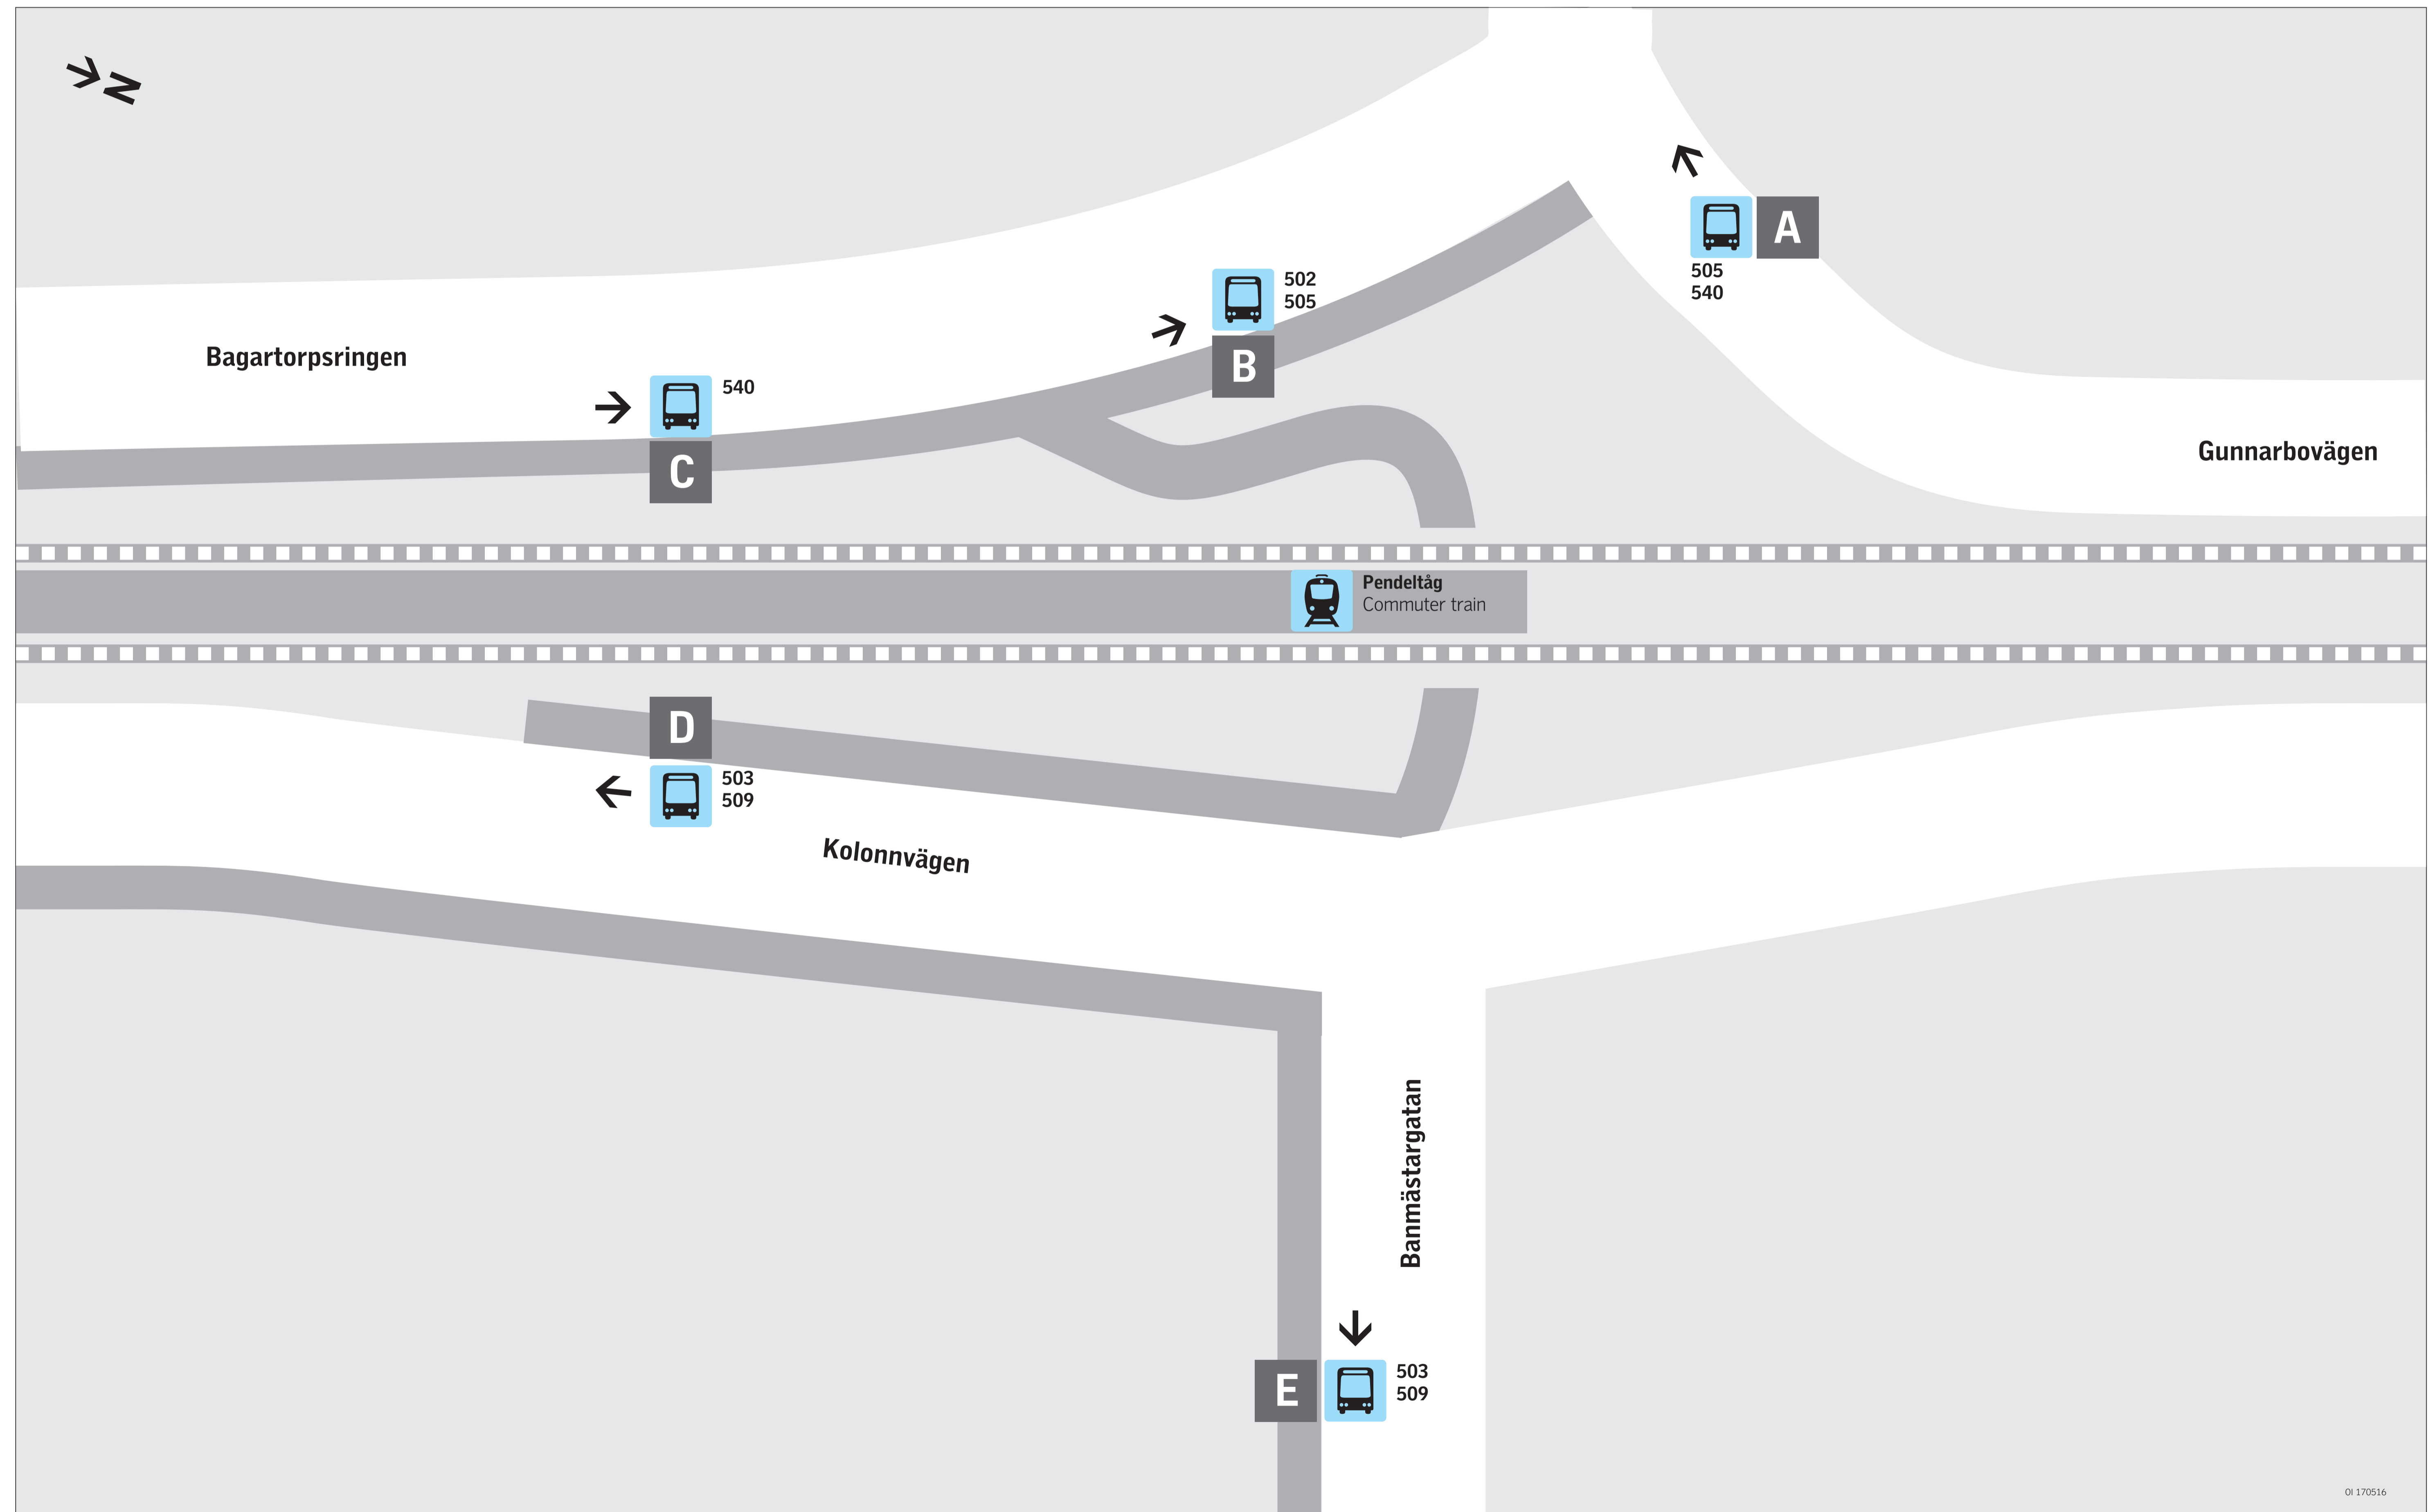 N
A
505
540
502
505
B
Bagartorpsringen
540
C
Gunnarbovägen
Pendeltåg
Commuter train
D
503
509
Kolonnvägen
Banmästargatan
E
503
509
OI 170516